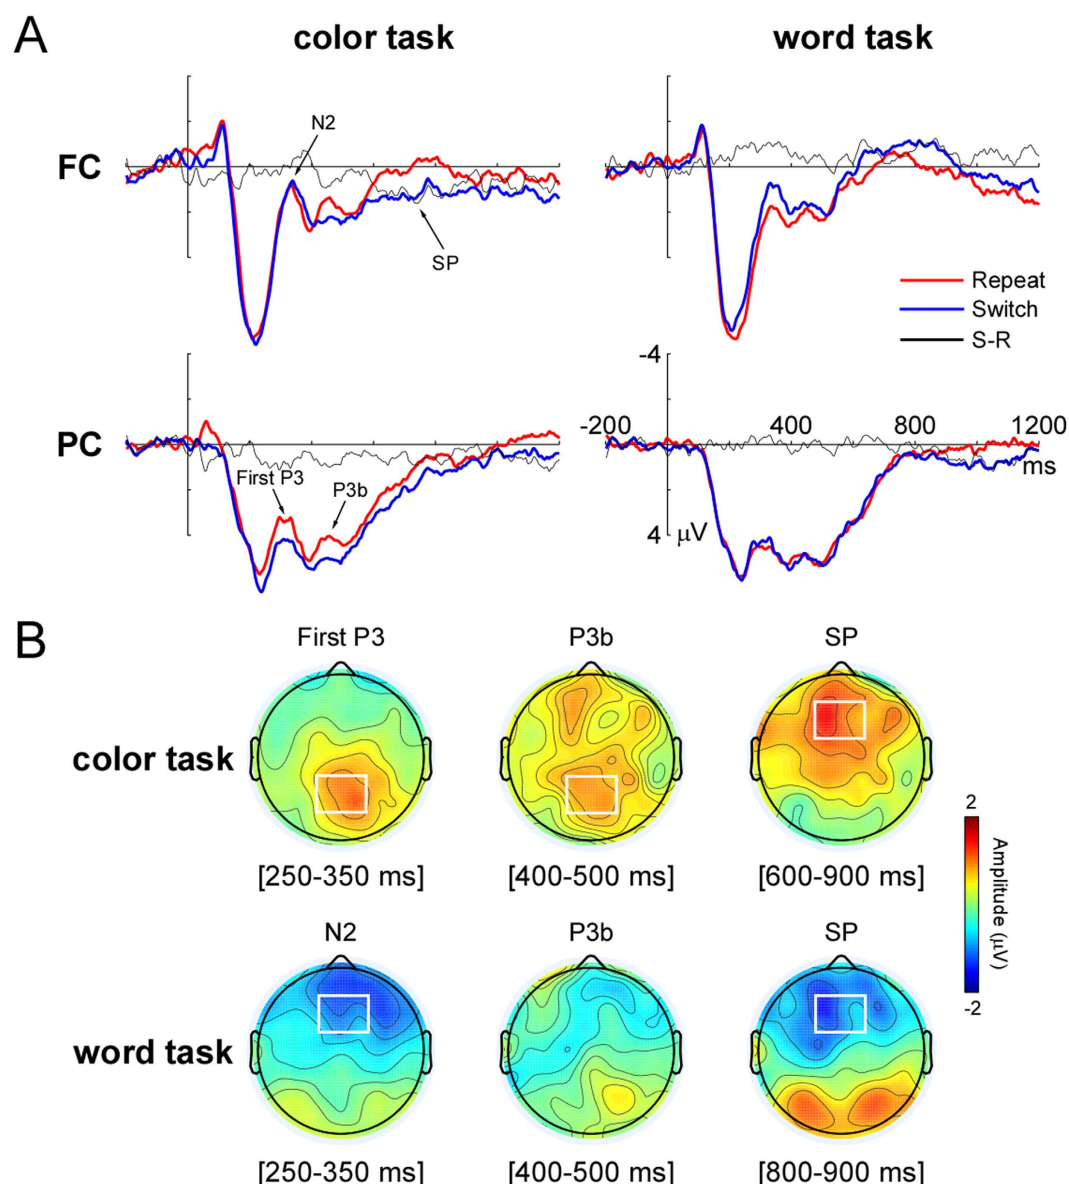 A
color task
word task
FC
N2
SP
Repeat
Switch
S-R
-4
PC
-200
400
800
1200
ms
First P3
P3b
4
μV
B
First P3
P3b
SP
color task
[250-350 ms]
[400-500 ms]
[600-900 ms]
2
Amplitude (μV)
-2
N2
P3b
SP
word task
[250-350 ms]
[400-500 ms]
[800-900 ms]